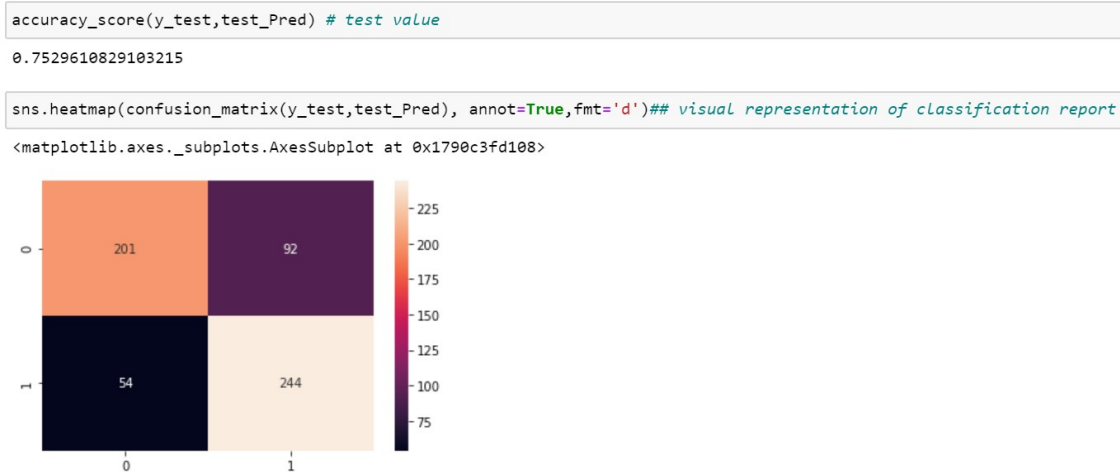 accuracy_score(y_test,test_Pred) # test value
0.7529610829103215
sns.heatmap(confusion_matrix(y_test,test_Pred), annot=True,fmt='d')## visual representation of classification report
<matplotlib.axes._subplots.AxesSubplot at 0x1790c3fd108>
225
0 201 92 200
175
150
125
1 54 244 100
75
0 1